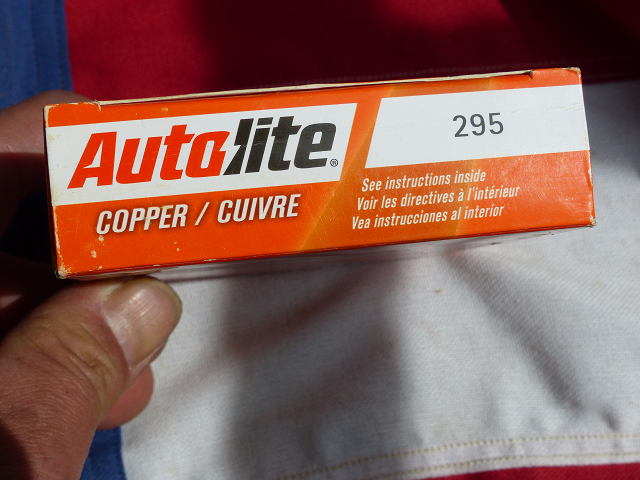 Autolite®
COPPER / CUIVRE
295
See instructions inside
Voir les directives à l'intérieur
Vea instrucciones al interior